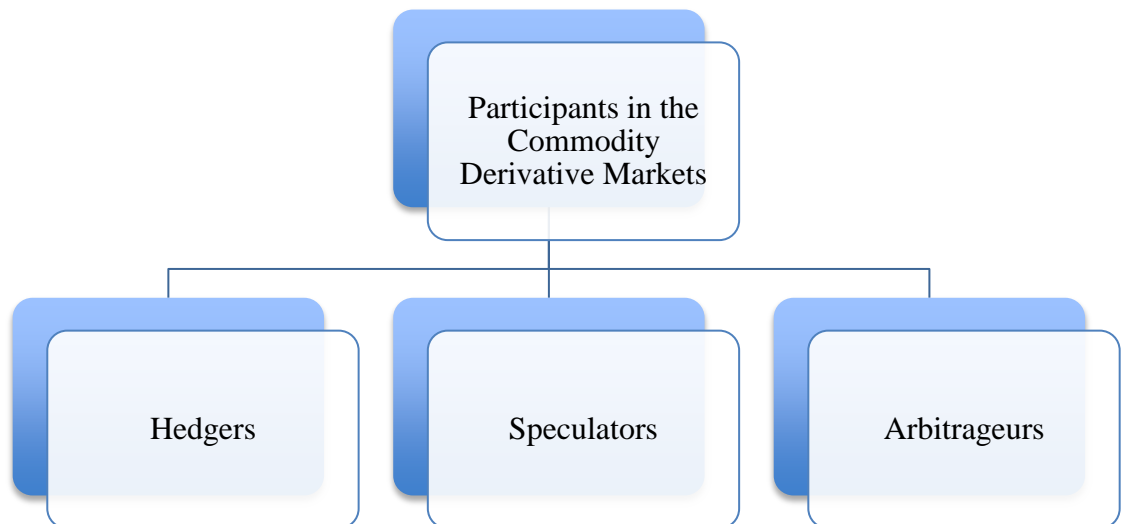 Participants in the
Commodity
Derivative Markets
Hedgers
Speculators
Arbitrageurs